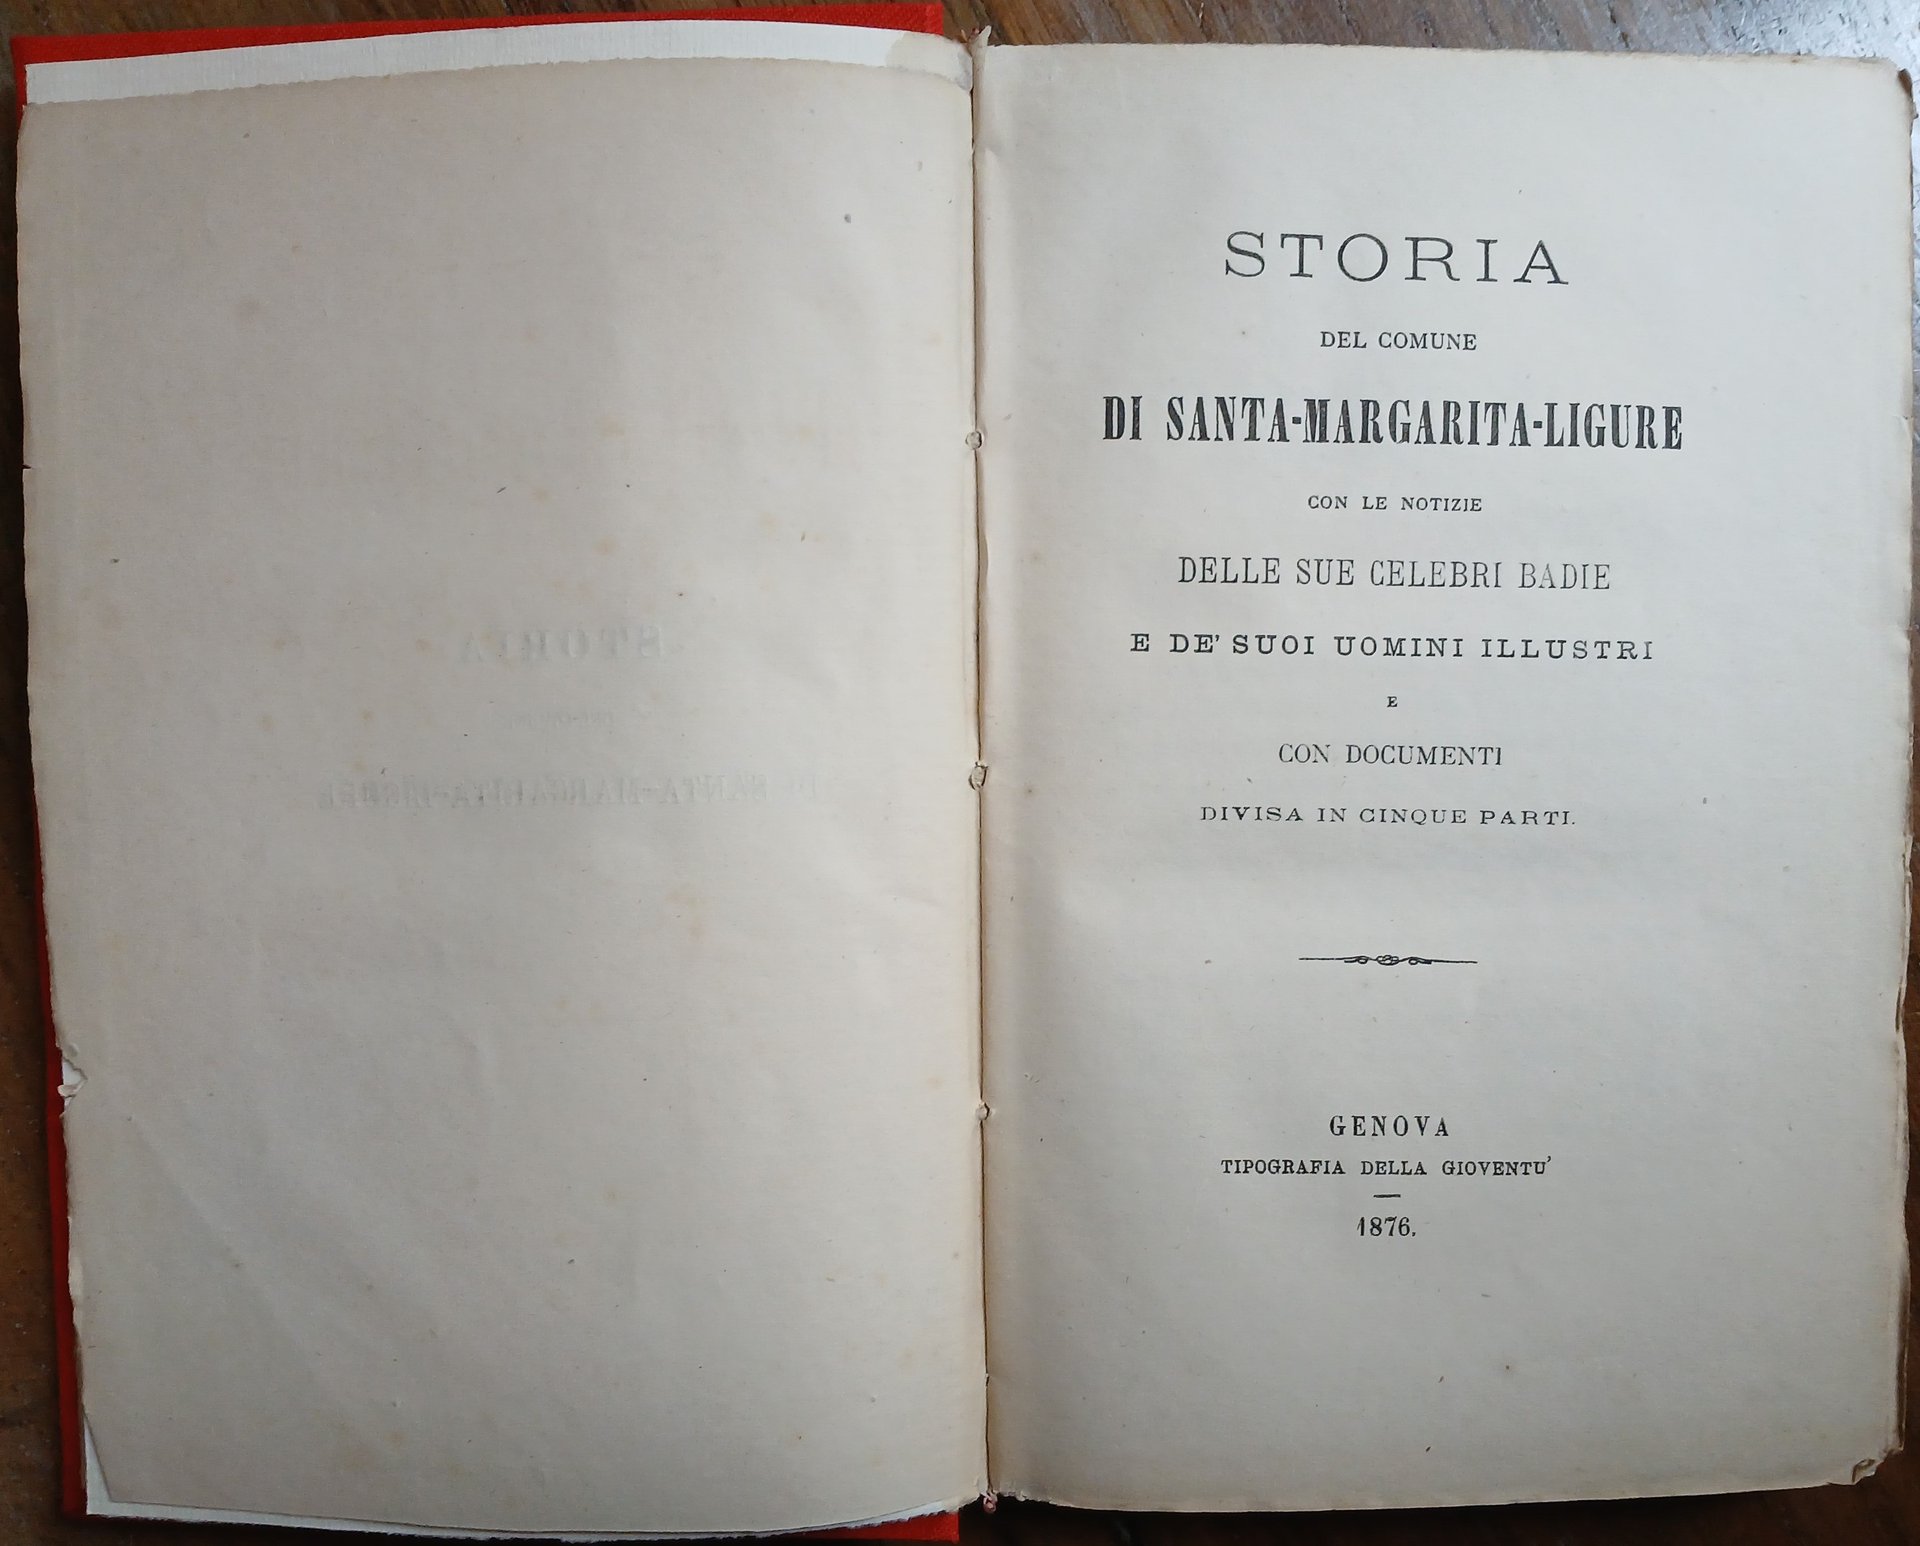 STORIA
DEL COMUNE
DI SANTA-MARGARITA-LIGURE
CON LE NOTIZIE
DELLE SUE CELEBRI BADIE
E DE' SUOI UOMINI ILLUSTRI
E
CON DOCUMENTI
DIVISA IN CINQUE PARTI.
GENOVA
TIPOGRAFIA DELLA GIOVENTU'
1876.